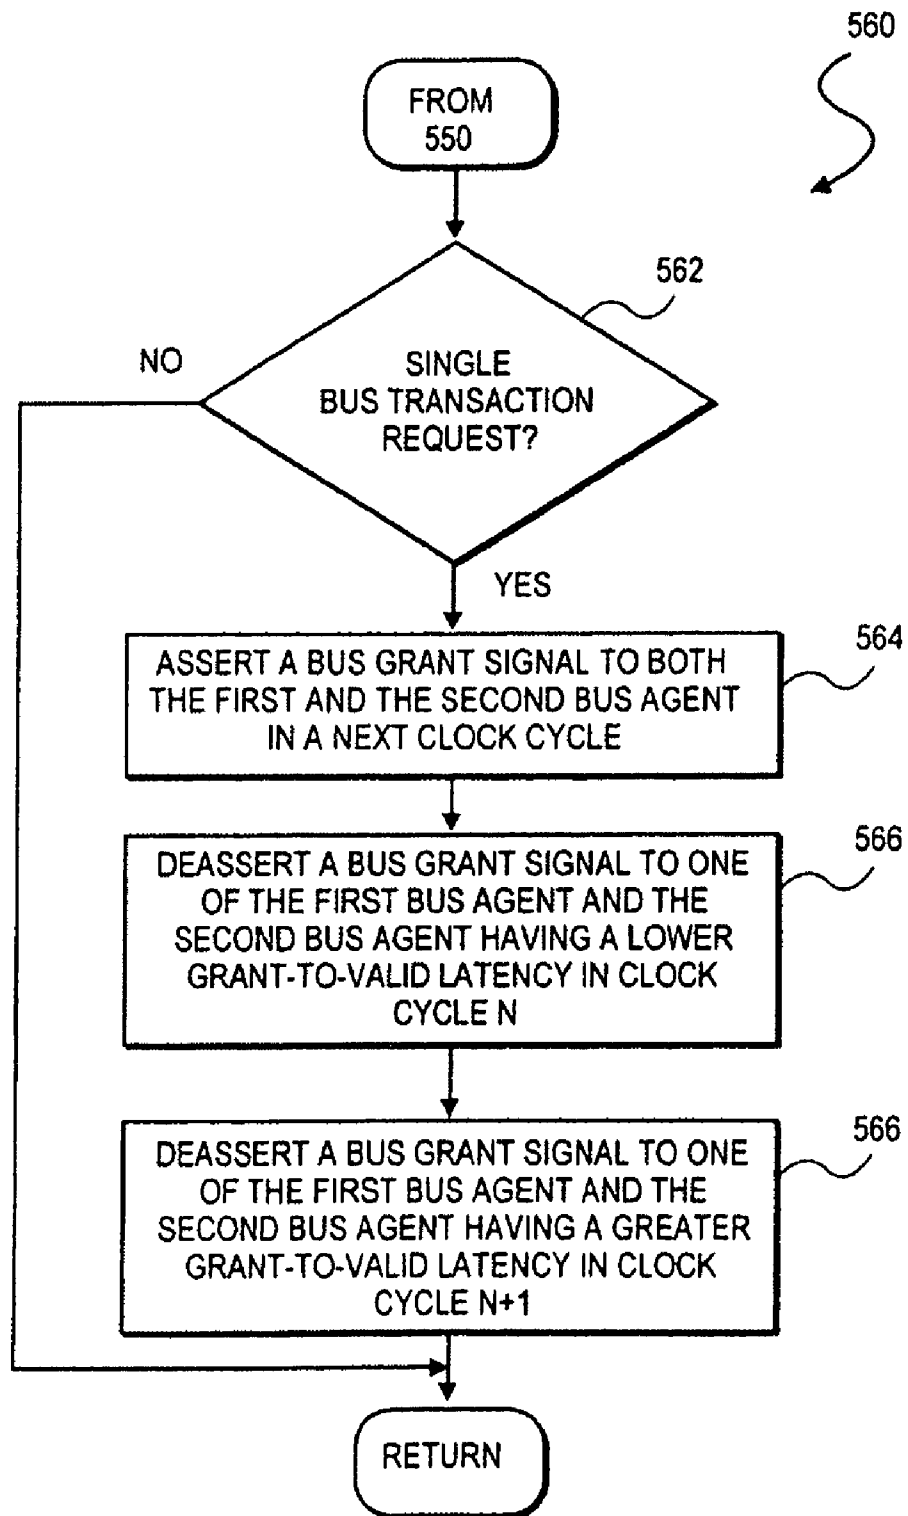 560
FROM
550
562
NO
SINGLE
BUS TRANSACTION
REQUEST?
YES
564
ASSERT A BUS GRANT SIGNAL TO BOTH
THE FIRST AND THE SECOND BUS AGENT
IN A NEXT CLOCK CYCLE
566
DEASSERT A BUS GRANT SIGNAL TO ONE
OF THE FIRST BUS AGENT AND THE
SECOND BUS AGENT HAVING A LOWER
GRANT-TO-VALID LATENCY IN CLOCK
CYCLE N
566
DEASSERT A BUS GRANT SIGNAL TO ONE
OF THE FIRST BUS AGENT AND THE
SECOND BUS AGENT HAVING A GREATER
GRANT-TO-VALID LATENCY IN CLOCK
CYCLE N+1
RETURN